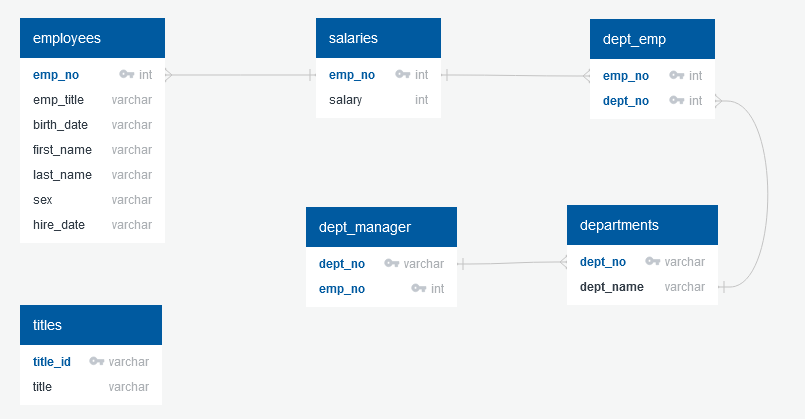 employees
emp_no int
emp_title varchar
birth_date varchar
first_name varchar
last_name varchar
sex varchar
hire_date varchar
salaries
emp_no int
salary int
dept_emp
emp_no int
dept_no int
dept_manager
dept_no varchar
emp_no int
departments
dept_no varchar
dept_name varchar
titles
title_id varchar
title varchar